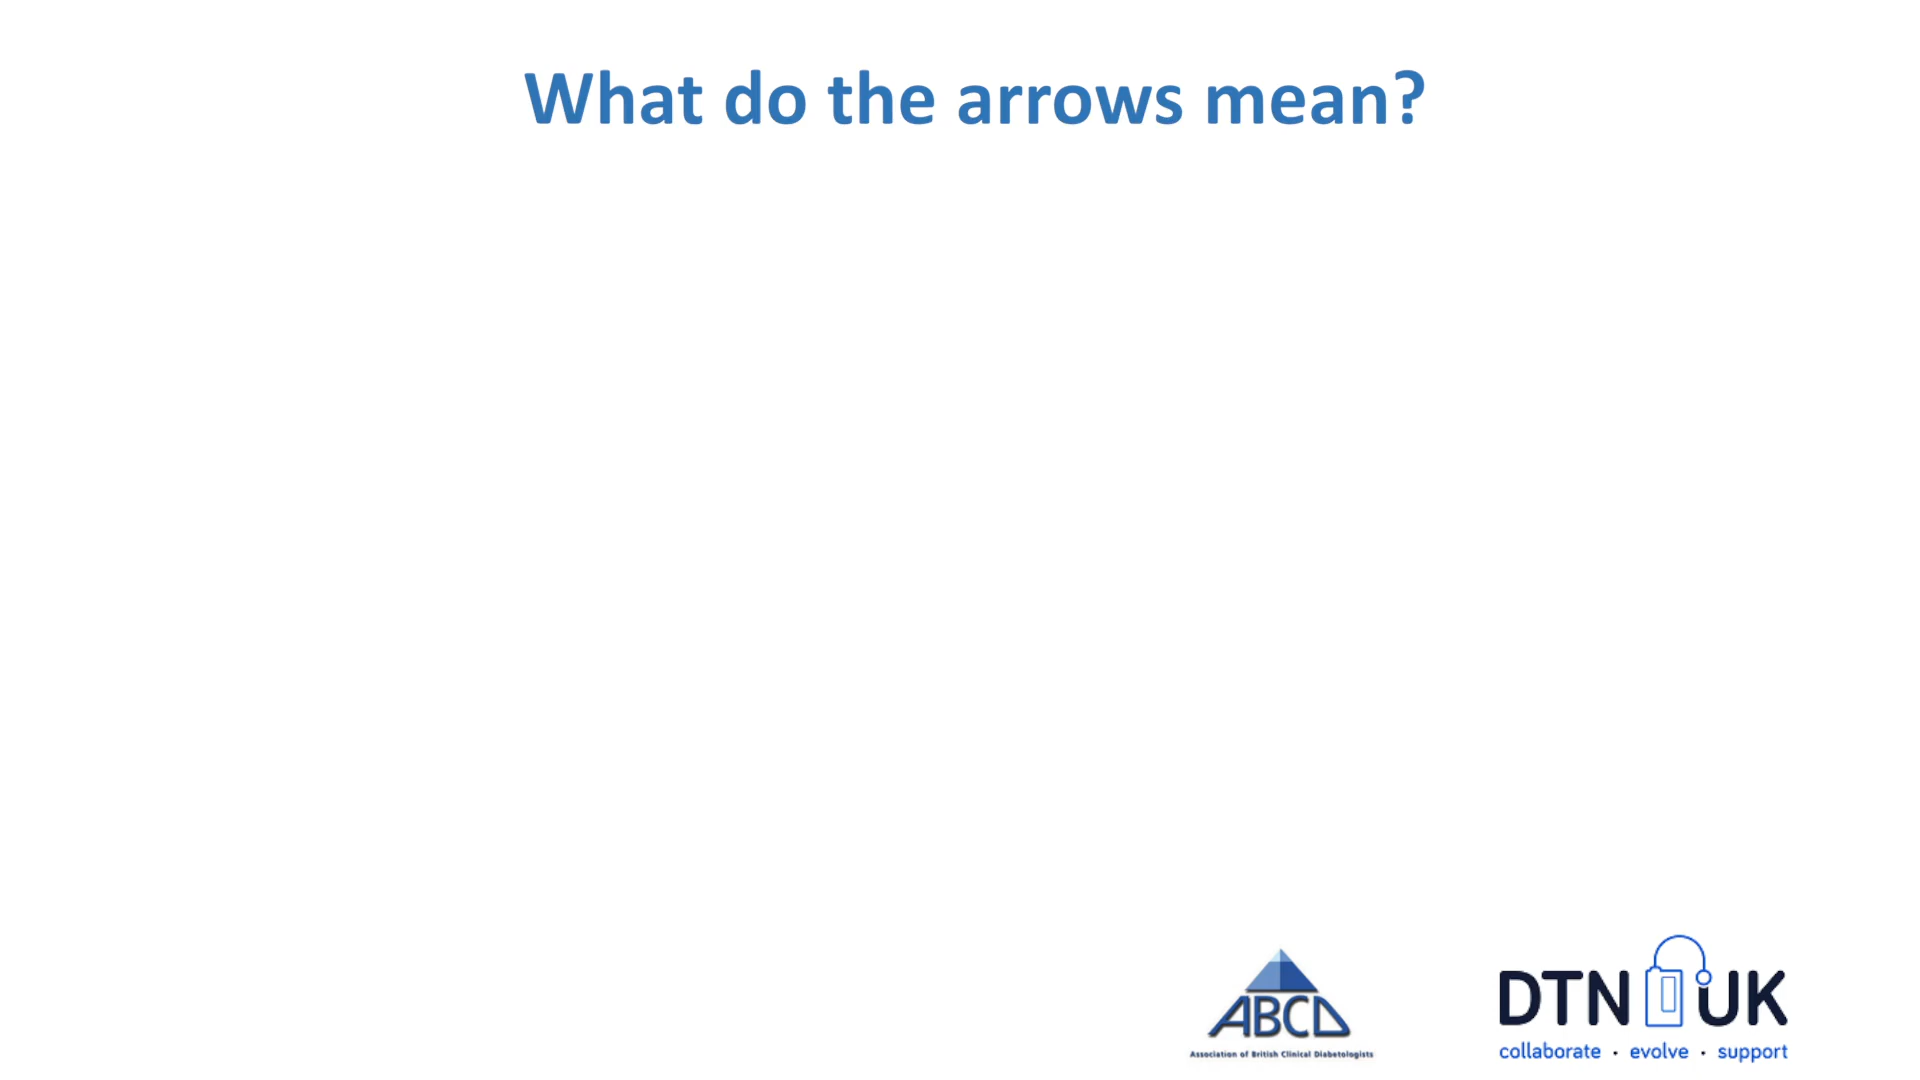 What do the arrows mean?
ABCD
Association of British Clinical Diabetologists
DTN UK
collaborate · evolve · support